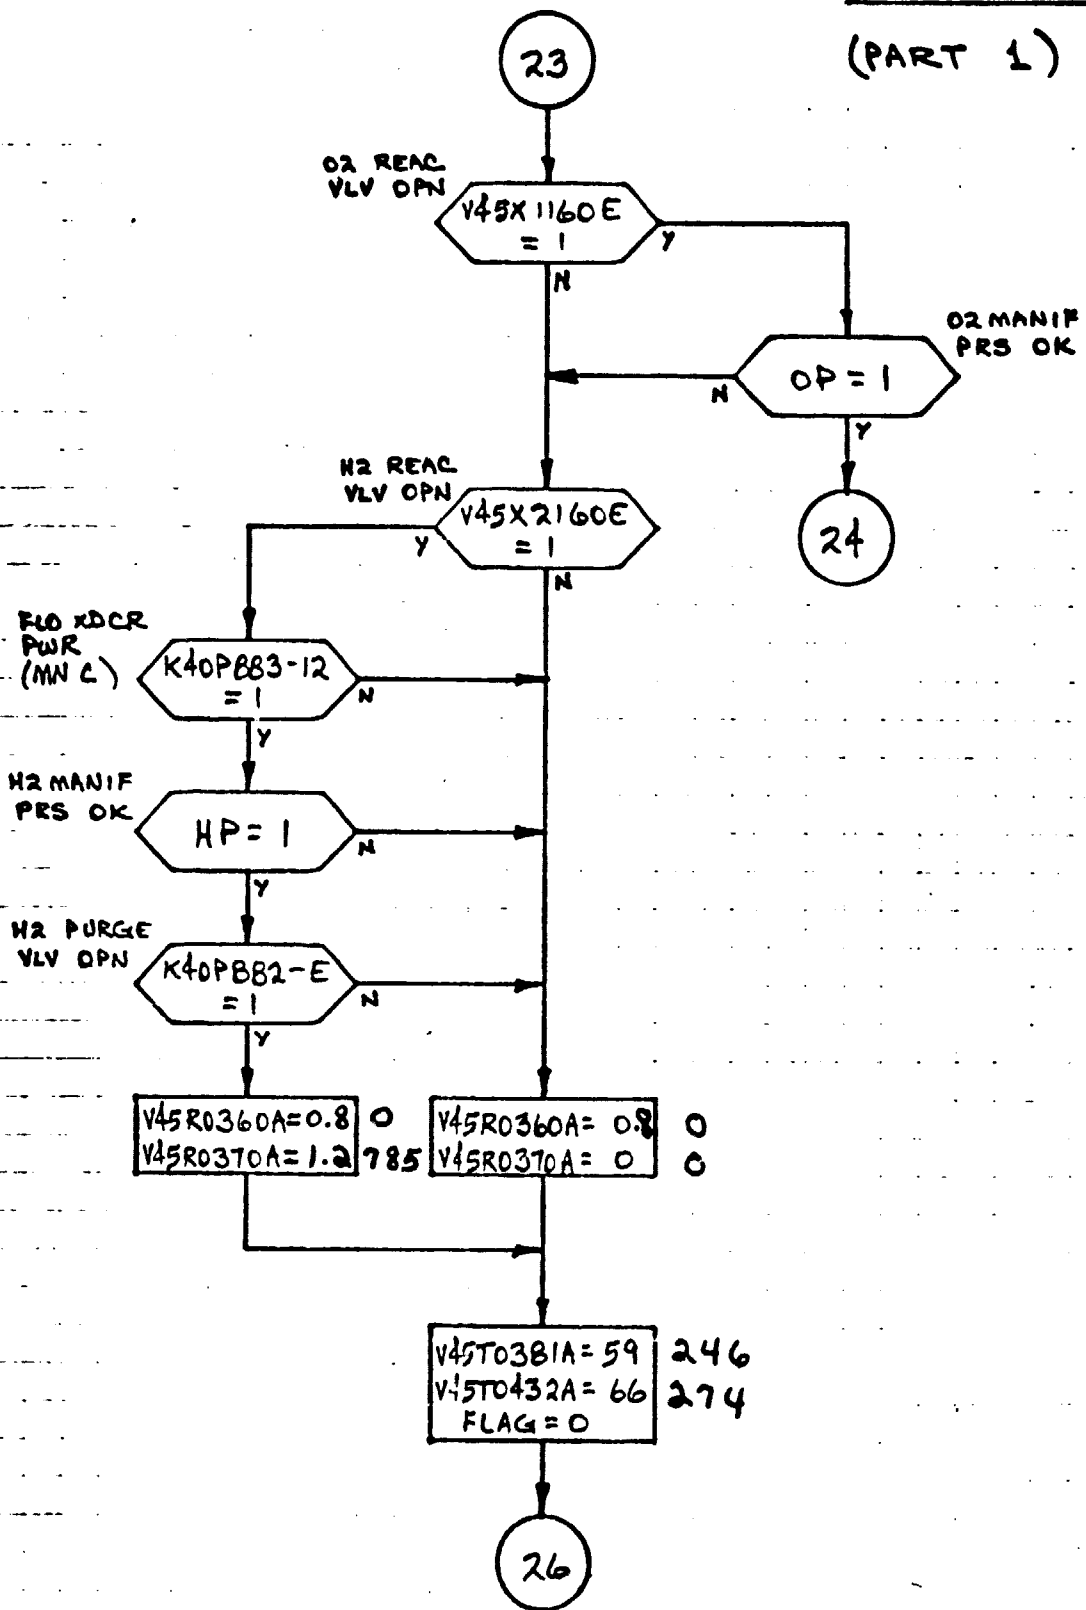 (PART 1)
23
O2 REAC
VLV OPN
V45X1160E
= 1
Y
N
O2 MANIF
PRS OK
OP = 1
N
Y
24
H2 REAC
VLV OPN
V45X2160E
= 1
Y
N
FLO XDCR
PWR
(MN C)
K40PB83-12
= 1
N
Y
H2 MANIF
PRS OK
HP = 1
N
Y
H2 PURGE
VLV OPN
K40PB82-E
= 1
N
Y
V45R0360A=0.8 0
V45R0370A=1.2 785
V45R0360A= 0.8 0
V45R0370A= 0 0
V45T0381A= 59 246
V45T0432A= 66 274
FLAG = 0
26